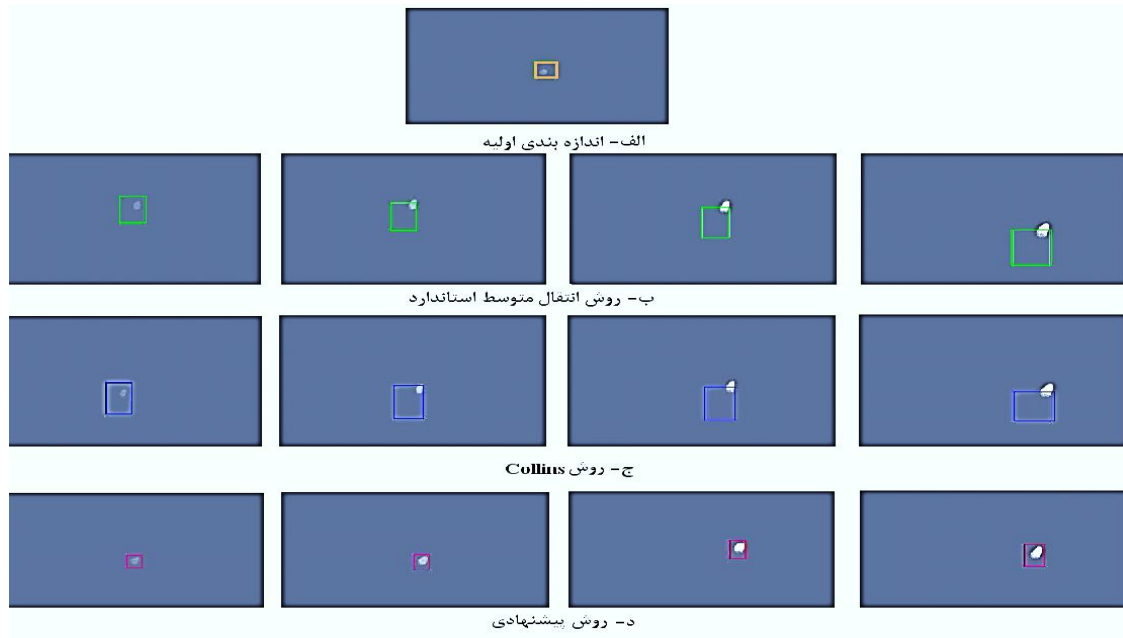 الف- اندازه بندی اولیه
ب- روش انتقال متوسط استاندارد
ج- روش Collins
د- روش پیشنهادی